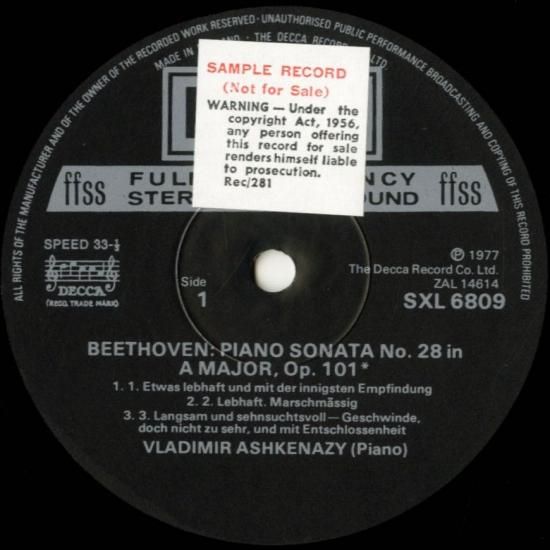 ALL RIGHTS OF THE MANUFACTURER AND OF THE OWNER OF THE RECORDED WORK RESERVED · UNAUTHORISED PUBLIC PERFORMANCE BROADCASTING AND COPYING OF THIS RECORD PROHIBITED
MADE IN
THE DECCA
LTD.
SAMPLE RECORD
(Not for Sale)
WARNING — Under the
copyright Act, 1956,
any person offering
this record for sale
renders himself liable
to prosecution.
Rec/281
ffss
FULL
NCY
ffss
STER
OUND
SPEED 33-⅓
DECCA
(REGD. TRADE MARK)
Side
1
Ⓟ 1977
The Decca Record Co. Ltd.
ZAL 14614
SXL 6809
BEETHOVEN: PIANO SONATA No. 28 in
A MAJOR, Op. 101*
1. 1. Etwas lebhaft und mit der innigsten Empfindung
2. 2. Lebhaft. Marschmässig
3. 3. Langsam und sehnsuchtsvoll — Geschwinde,
doch nicht zu sehr, und mit Entschlossenheit
VLADIMIR ASHKENAZY (Piano)